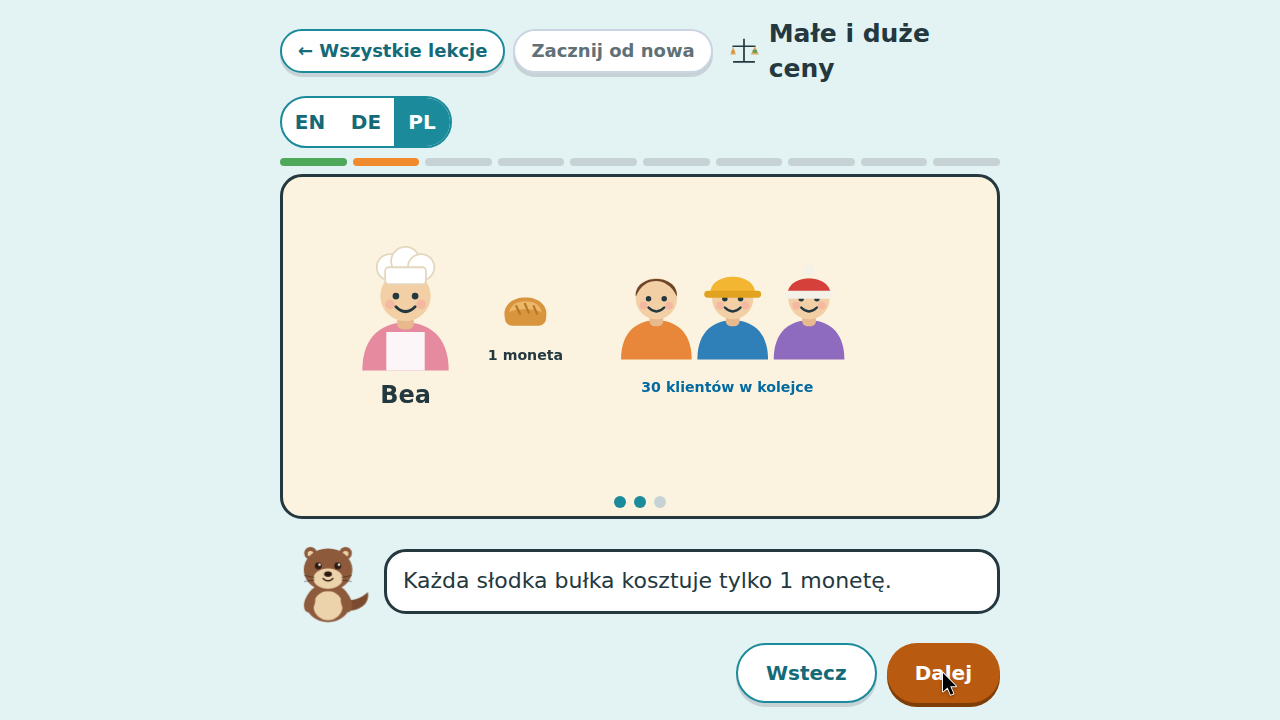 ← Wszystkie lekcje
Zacznij od nowa
Małe i duże
ceny
EN DE PL
1 moneta
30 klientów w kolejce
Bea
Każda słodka bułka kosztuje tylko 1 monetę.
Wstecz
Dalej